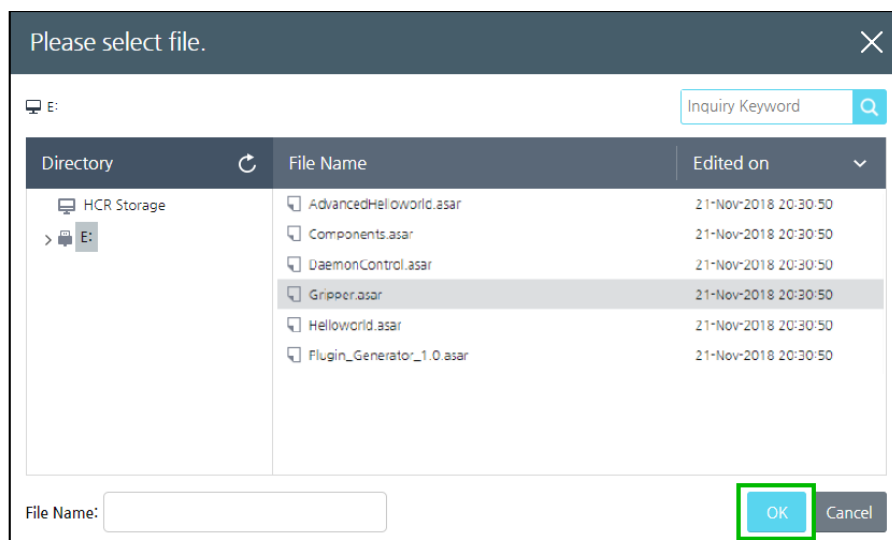 Please select file.
E:
Inquiry Keyword
Directory File Name Edited on
HCR Storage AdvancedHelloworld.asar 21-Nov-2018 20:30:50
E: Components.asar 21-Nov-2018 20:30:50
DaemonControl.asar 21-Nov-2018 20:30:50
Gripper.asar 21-Nov-2018 20:30:50
Helloworld.asar 21-Nov-2018 20:30:50
Plugin_Generator_1.0.asar 21-Nov-2018 20:30:50
File Name: OK Cancel